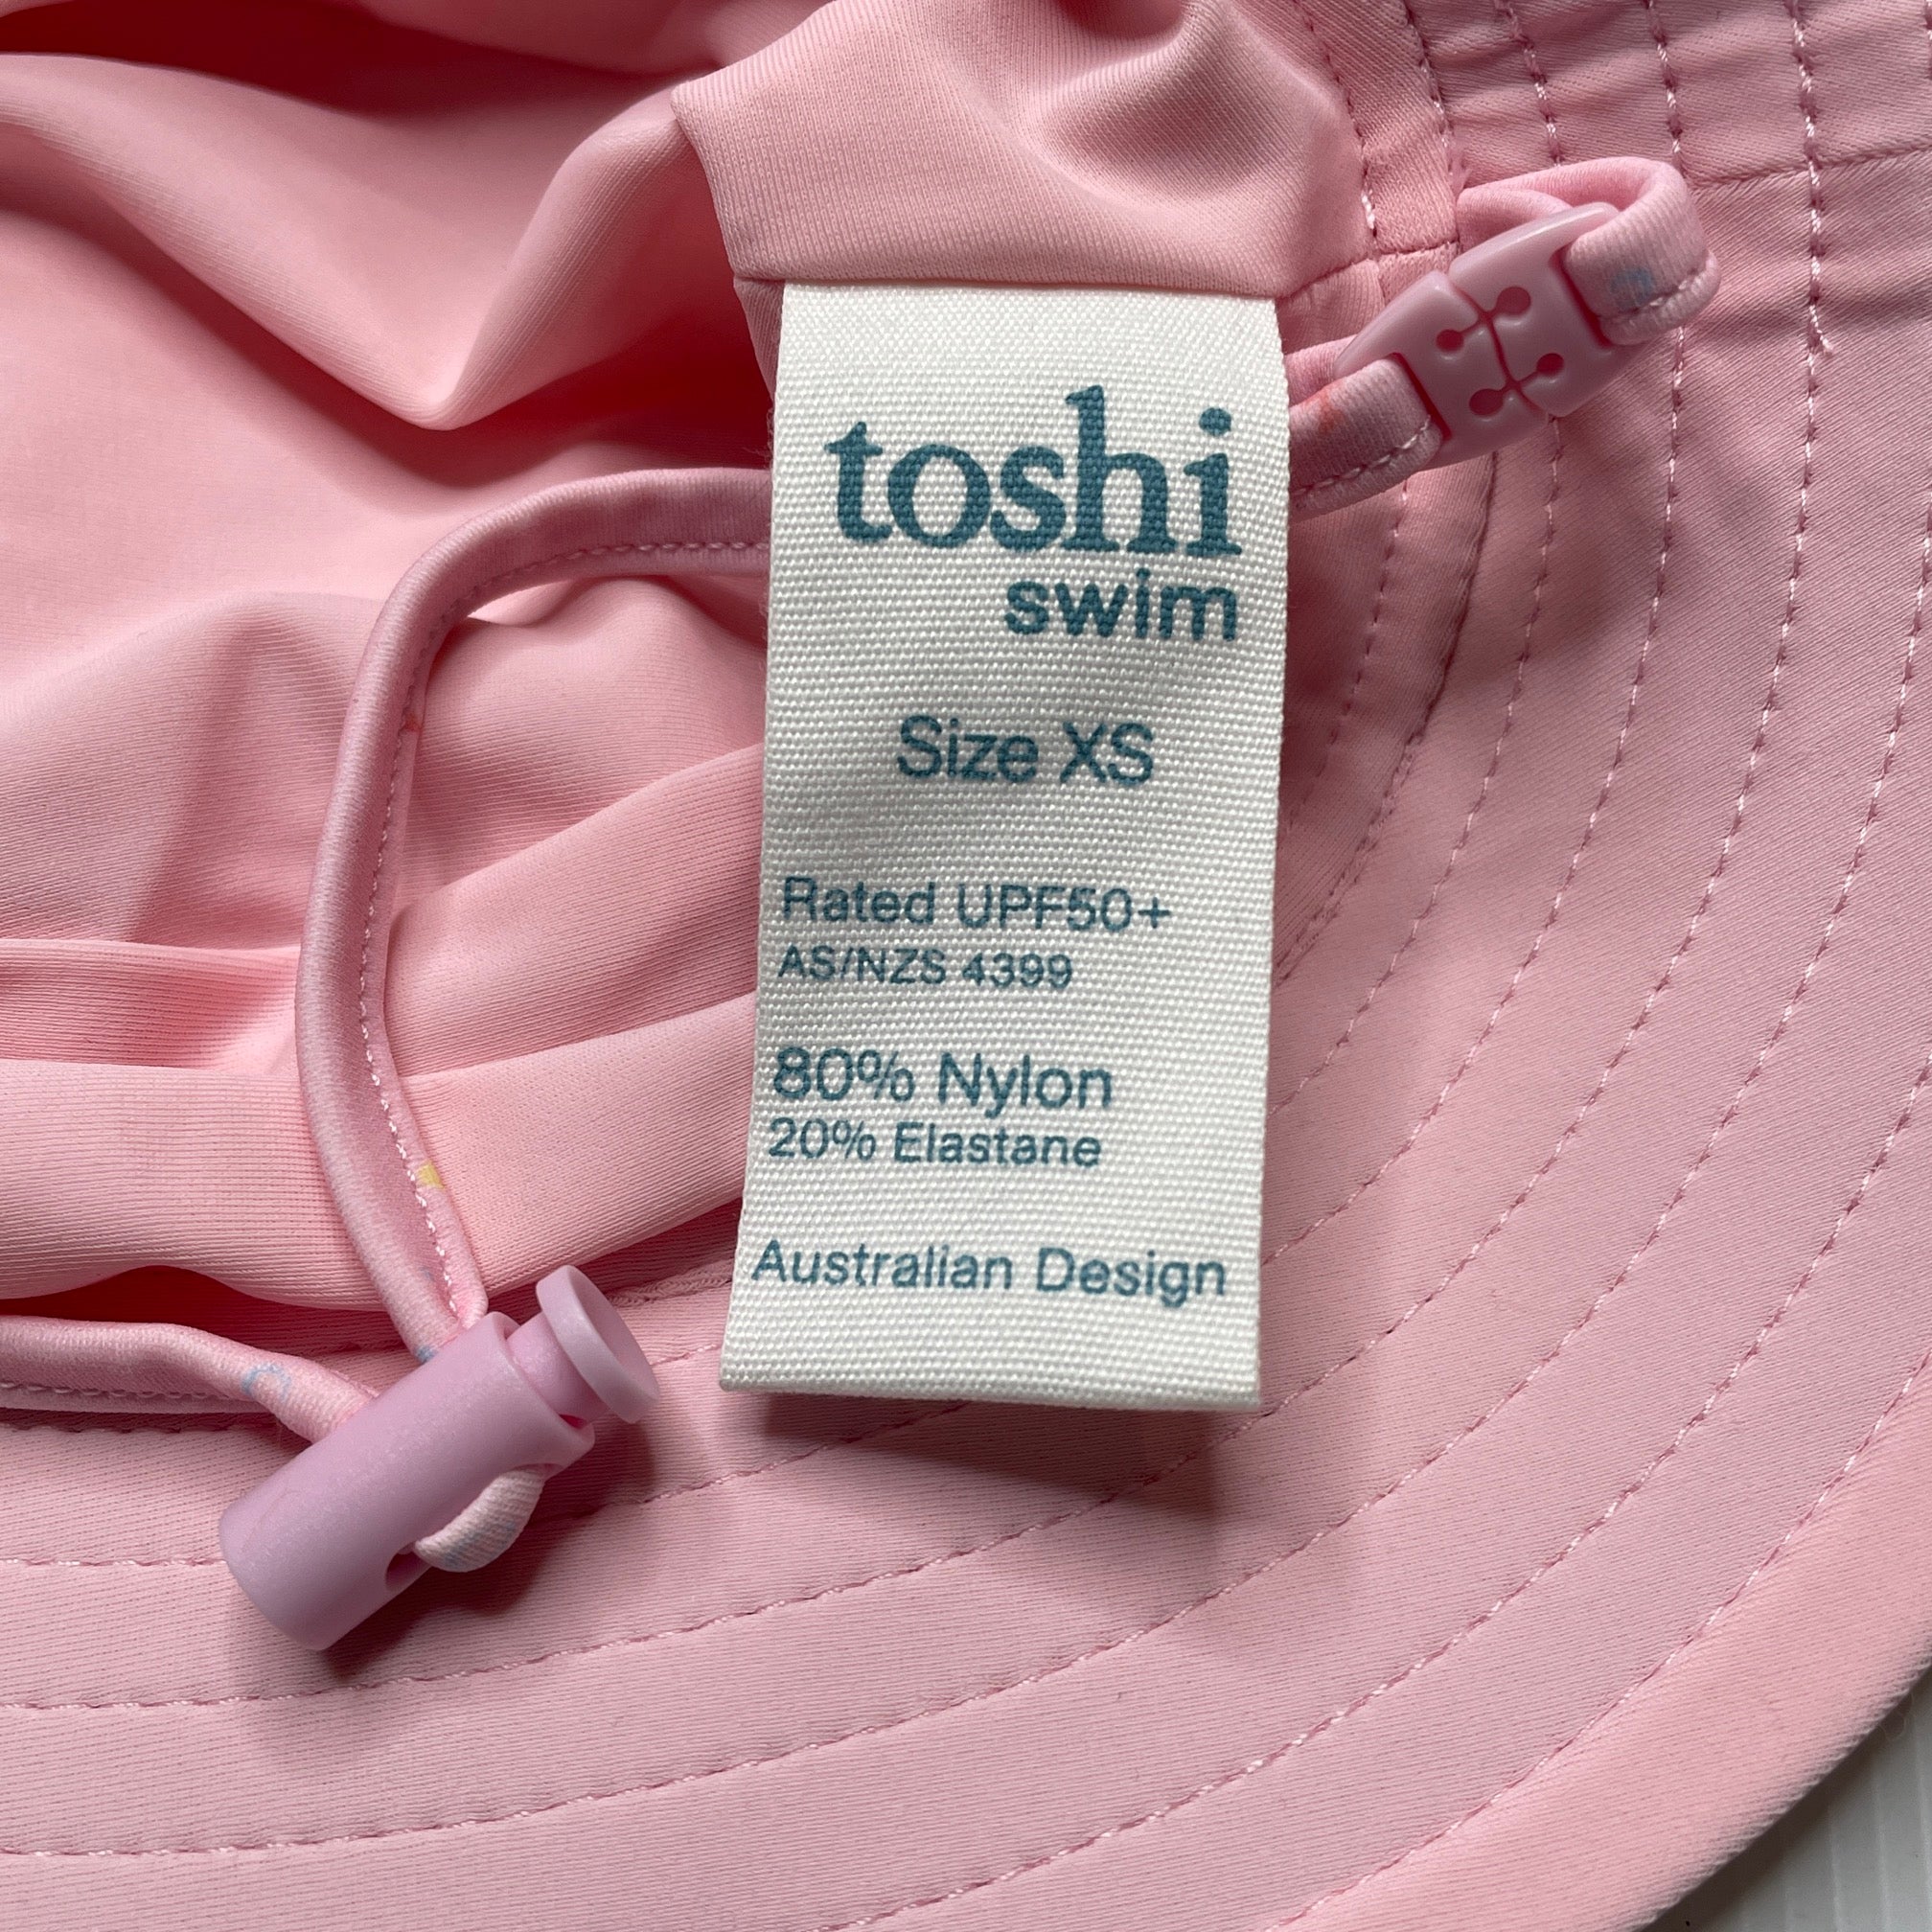 toshi
swim
Size XS
Rated UPF50+
AS/NZS 4399
80% Nylon
20% Elastane
Australian Design